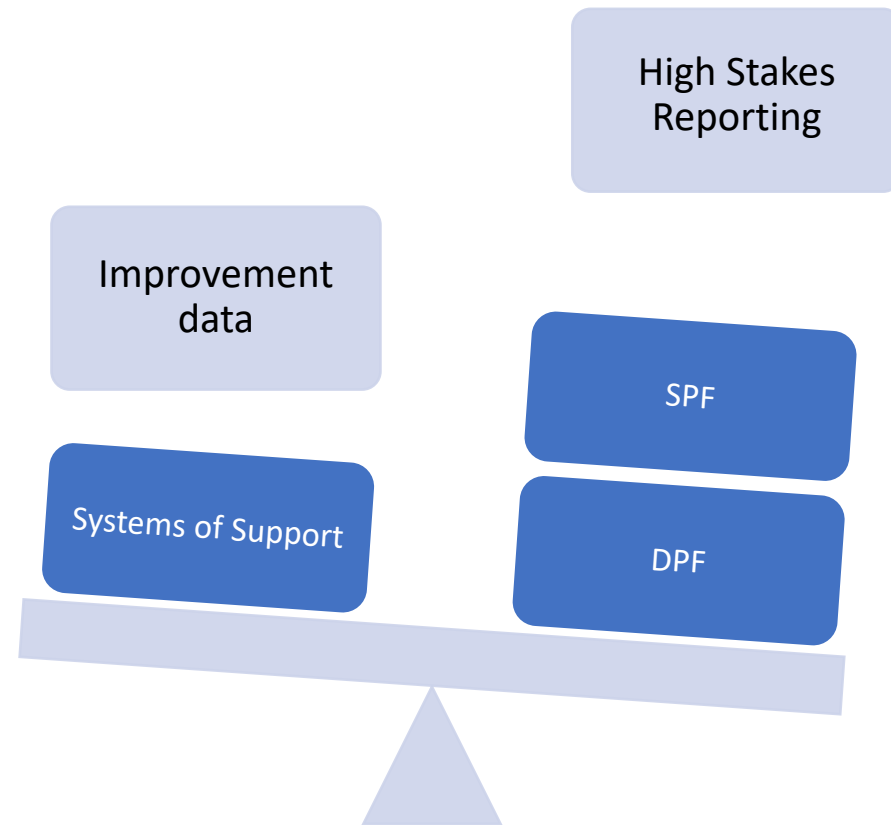 High Stakes
Reporting
Improvement
data
SPF
Systems of Support
DPF